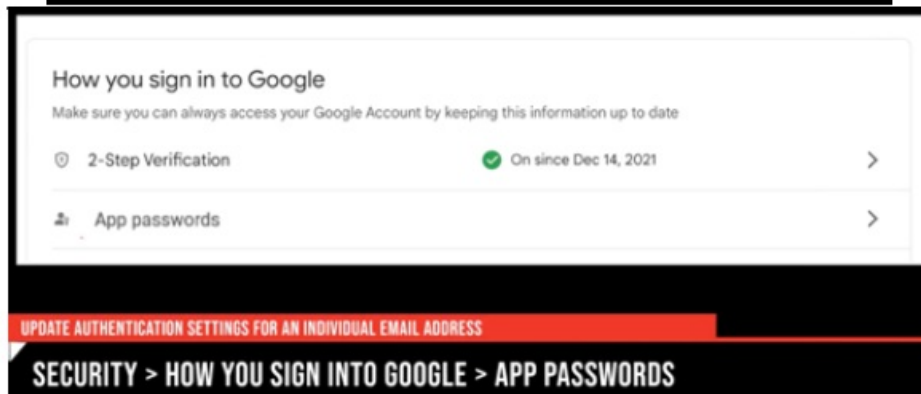 How you sign in to Google
Make sure you can always access your Google Account by keeping this information up to date
2-Step Verification On since Dec 14, 2021
App passwords
UPDATE AUTHENTICATION SETTINGS FOR AN INDIVIDUAL EMAIL ADDRESS
SECURITY > HOW YOU SIGN INTO GOOGLE > APP PASSWORDS